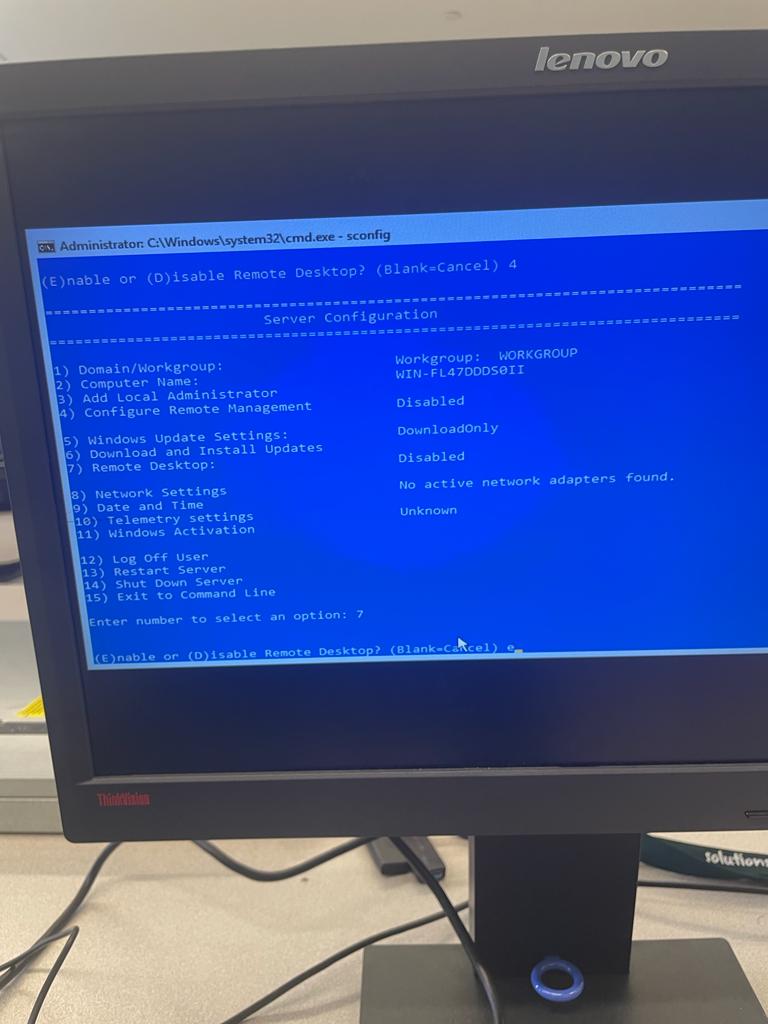 lenovo
Administrator: C:\Windows\system32\cmd.exe - sconfig
(E)nable or (D)isable Remote Desktop? (Blank=Cancel) 4
===============================================================================
Server Configuration
===============================================================================
1) Domain/Workgroup: Workgroup: WORKGROUP
2) Computer Name: WIN-FL47DDDS0II
3) Add Local Administrator
4) Configure Remote Management Disabled
5) Windows Update Settings: DownloadOnly
6) Download and Install Updates
7) Remote Desktop: Disabled
8) Network Settings No active network adapters found.
9) Date and Time
10) Telemetry settings Unknown
11) Windows Activation
12) Log Off User
13) Restart Server
14) Shut Down Server
15) Exit to Command Line
Enter number to select an option: 7
(E)nable or (D)isable Remote Desktop? (Blank=Cancel) e
ThinkVision
solutions